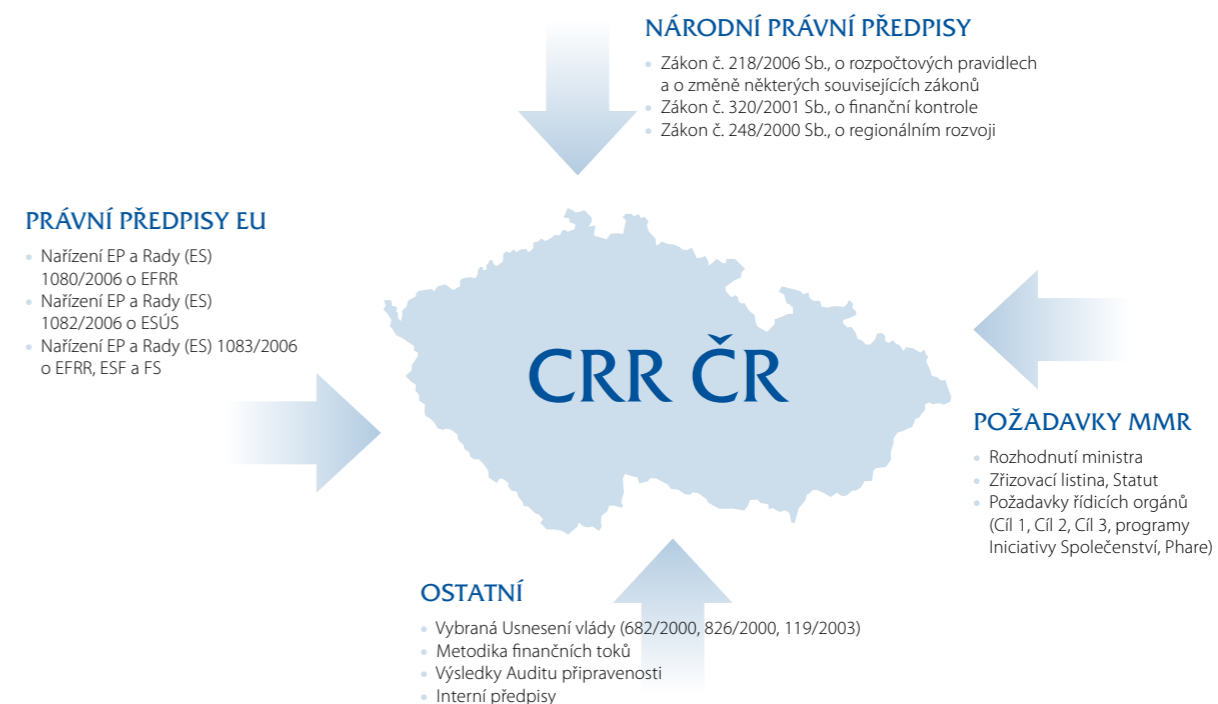 NÁRODNÍ PRÁVNÍ PŘEDPISY
Zákon č. 218/2006 Sb., o rozpočtových pravidlech
a o změně některých souvisejících zákonů
Zákon č. 320/2001 Sb., o finanční kontrole
Zákon č. 248/2000 Sb., o regionálním rozvoji
PRÁVNÍ PŘEDPISY EU
Nařízení EP a Rady (ES)
1080/2006 o EFRR
Nařízení EP a Rady (ES)
1082/2006 o ESÚS
Nařízení EP a Rady (ES) 1083/2006
o EFRR, ESF a FS
CRR ČR
POŽADAVKY MMR
Rozhodnutí ministra
Zřizovací listina, Statut
Požadavky řídicích orgánů
(Cíl 1, Cíl 2, Cíl 3, programy
Iniciativy Společenství, Phare)
OSTATNÍ
Vybraná Usnesení vlády (682/2000, 826/2000, 119/2003)
Metodika finančních toků
Výsledky Auditu připravenosti
Interní předpisy